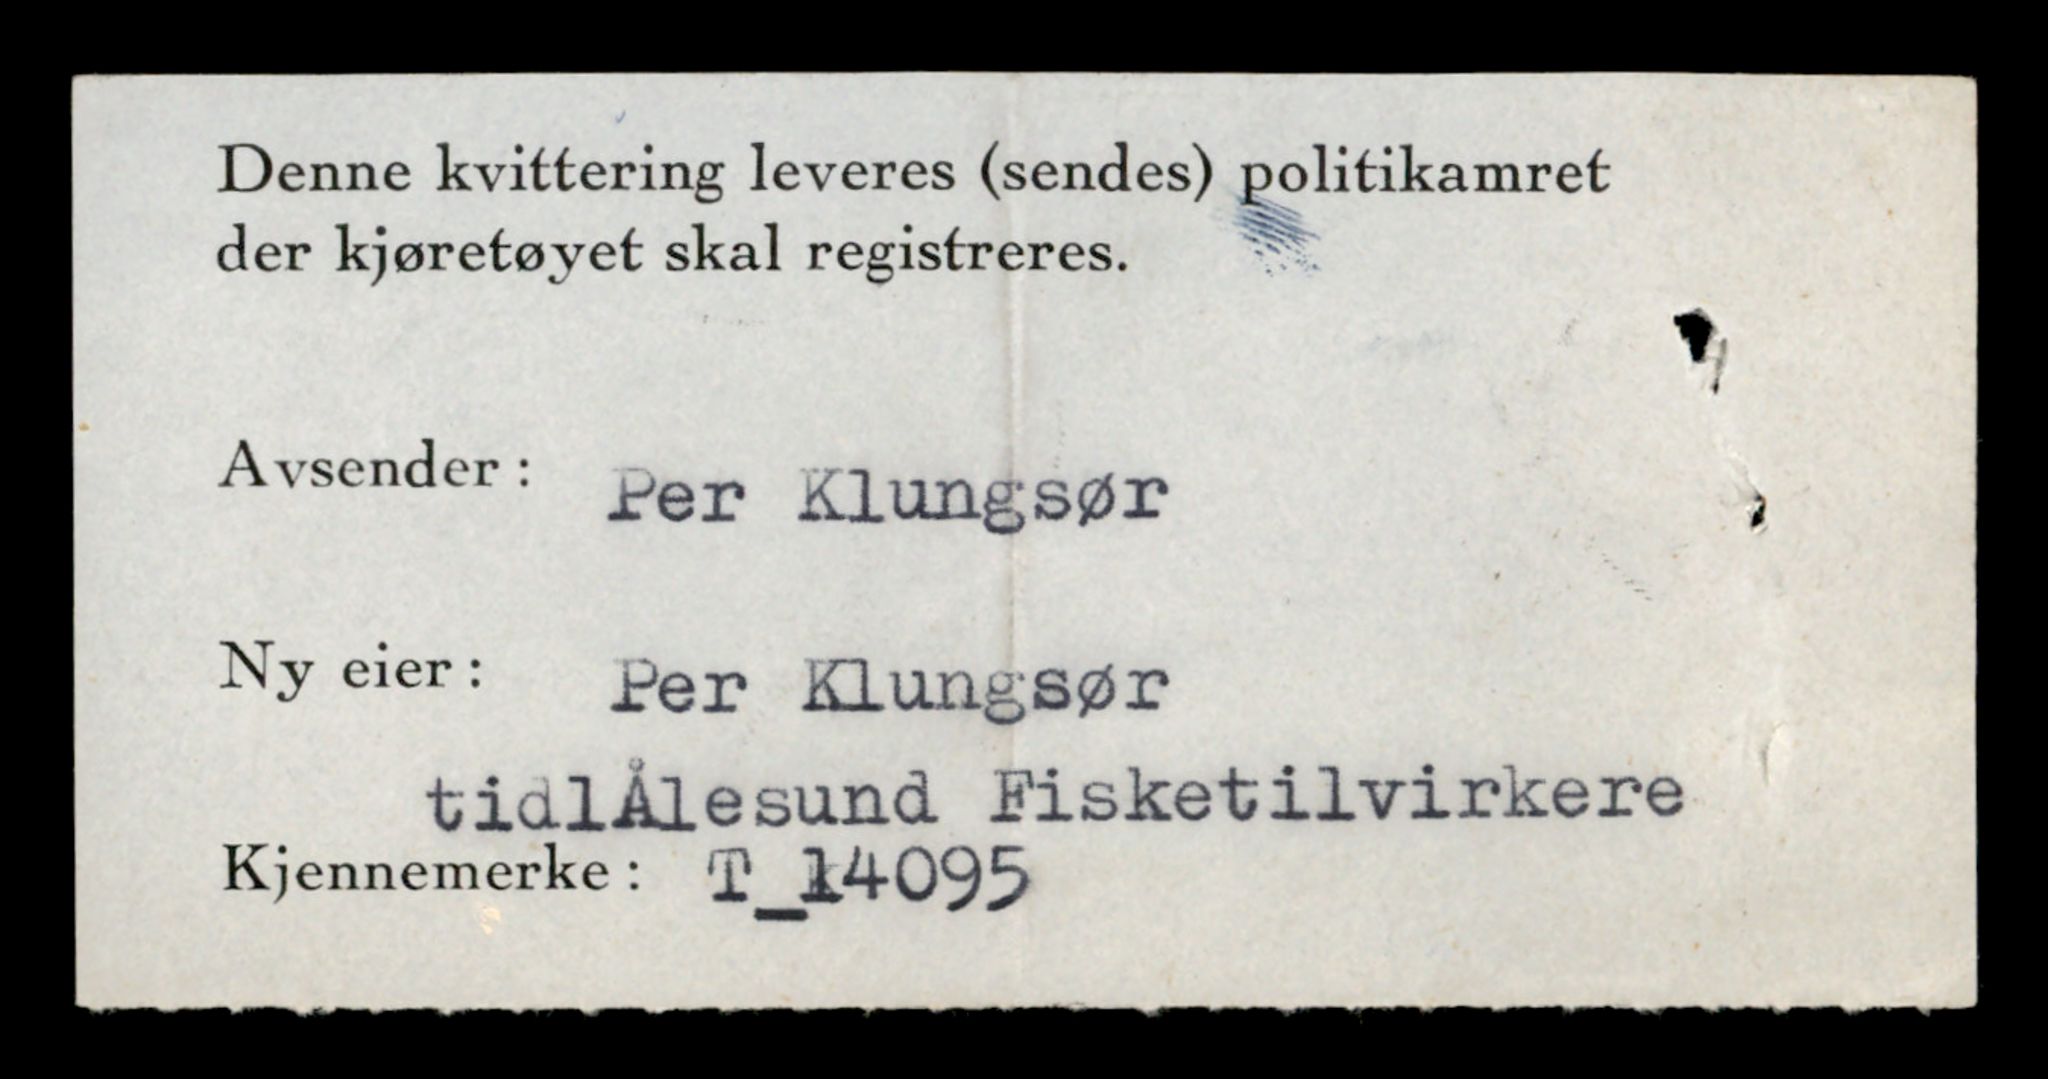 Denne kvittering leveres (sendes) politikamret
der kjøretøyet skal registreres.
Avsender: Per Klungsør
Ny eier: Per Klungsør
tidlÅlesund Fisketilvirkere
Kjennemerke: T_14095